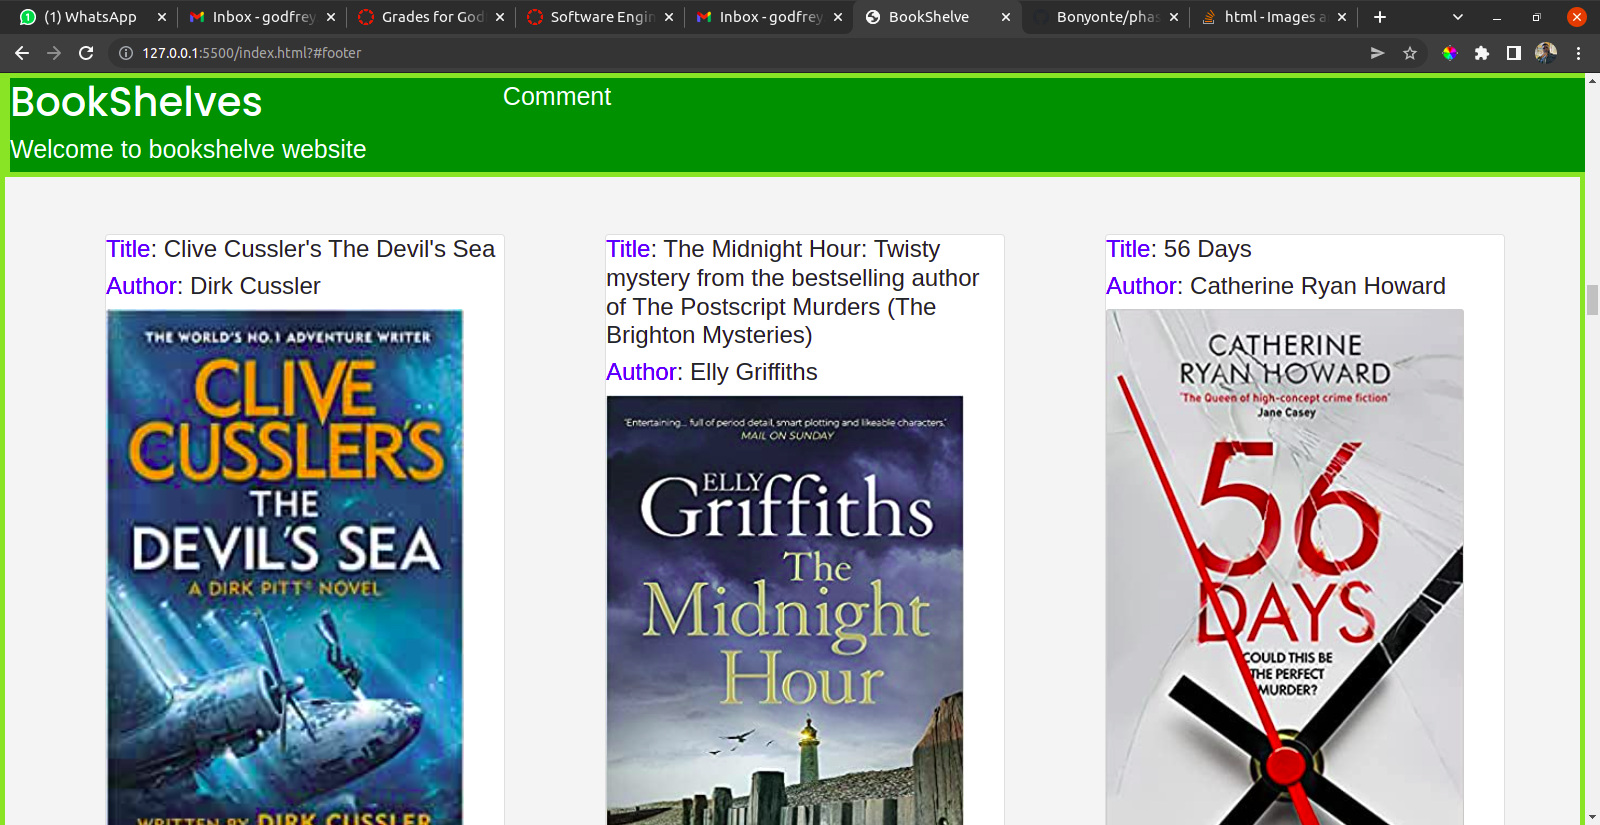 (1) WhatsApp
Inbox - godfrey
Grades for God
Software Engin
Inbox - godfrey
BookShelve
Bonyonte/phas
html - Images a
127.0.0.1:5500/index.html?#footer
BookShelves
Comment
Welcome to bookshelve website
Title: Clive Cussler's The Devil's Sea
Author: Dirk Cussler
THE WORLD'S NO.1 ADVENTURE WRITER
CLIVE
CUSSLER'S
THE
DEVIL'S SEA
A DIRK PITT® NOVEL
WRITTEN BY DIRK CUSSLER
Title: The Midnight Hour: Twisty
mystery from the bestselling author
of The Postscript Murders (The
Brighton Mysteries)
Author: Elly Griffiths
'Entertaining... full of period detail, smart plotting and likeable characters.'
MAIL ON SUNDAY
ELLY
Griffiths
The
Midnight
Hour
Title: 56 Days
Author: Catherine Ryan Howard
CATHERINE
RYAN HOWARD
'The Queen of high-concept crime fiction'
Jane Casey
56
DAYS
COULD THIS BE
THE PERFECT
MURDER?